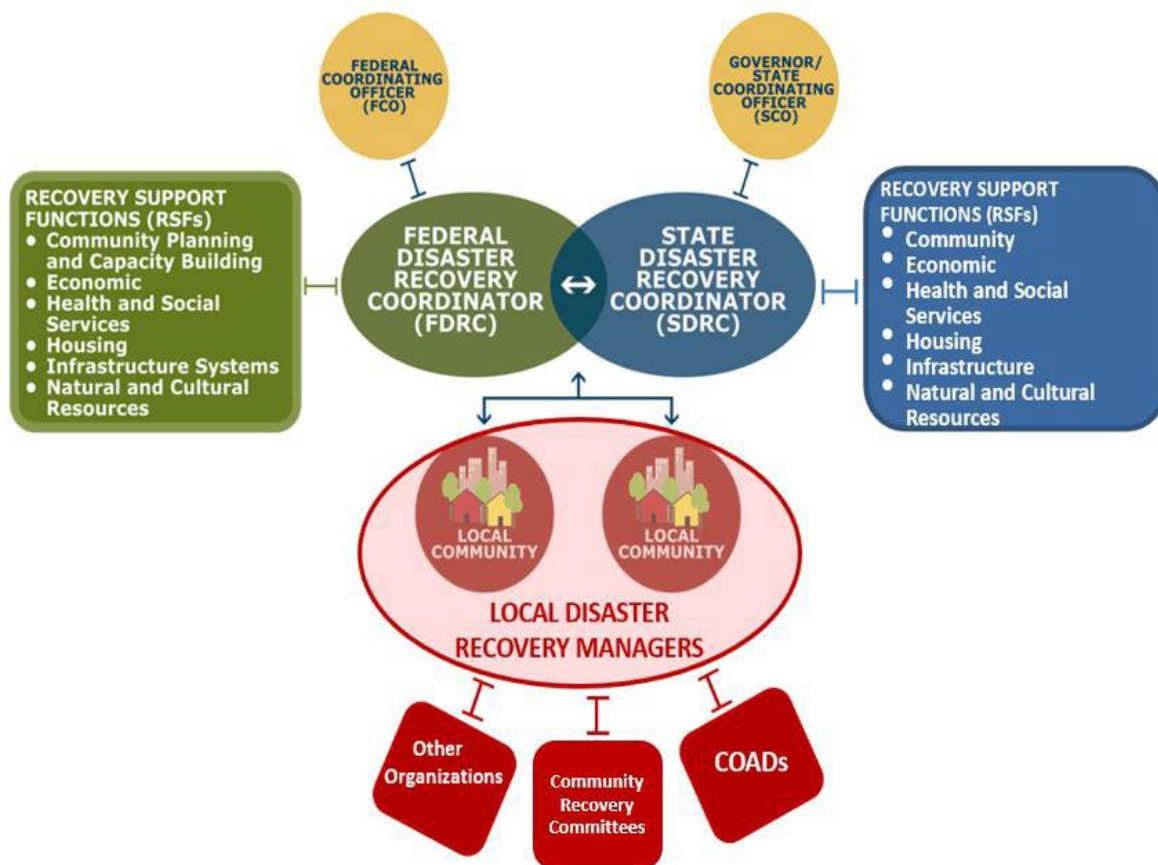 FEDERAL
COORDINATING
OFFICER
(FCO)
GOVERNOR/
STATE
COORDINATING
OFFICER
(SCO)
RECOVERY SUPPORT
FUNCTIONS (RSFs)
• Community Planning
and Capacity Building
• Economic
• Health and Social
Services
• Housing
• Infrastructure Systems
• Natural and Cultural
Resources
FEDERAL
DISASTER
RECOVERY
COORDINATOR
(FDRC)
STATE
DISASTER
RECOVERY
COORDINATOR
(SDRC)
RECOVERY SUPPORT
FUNCTIONS (RSFs)
• Community
• Economic
• Health and Social
Services
• Housing
• Infrastructure
• Natural and Cultural
Resources
LOCAL
COMMUNITY
LOCAL
COMMUNITY
LOCAL DISASTER
RECOVERY MANAGERS
Other
Organizations
Community
Recovery
Committees
COADs